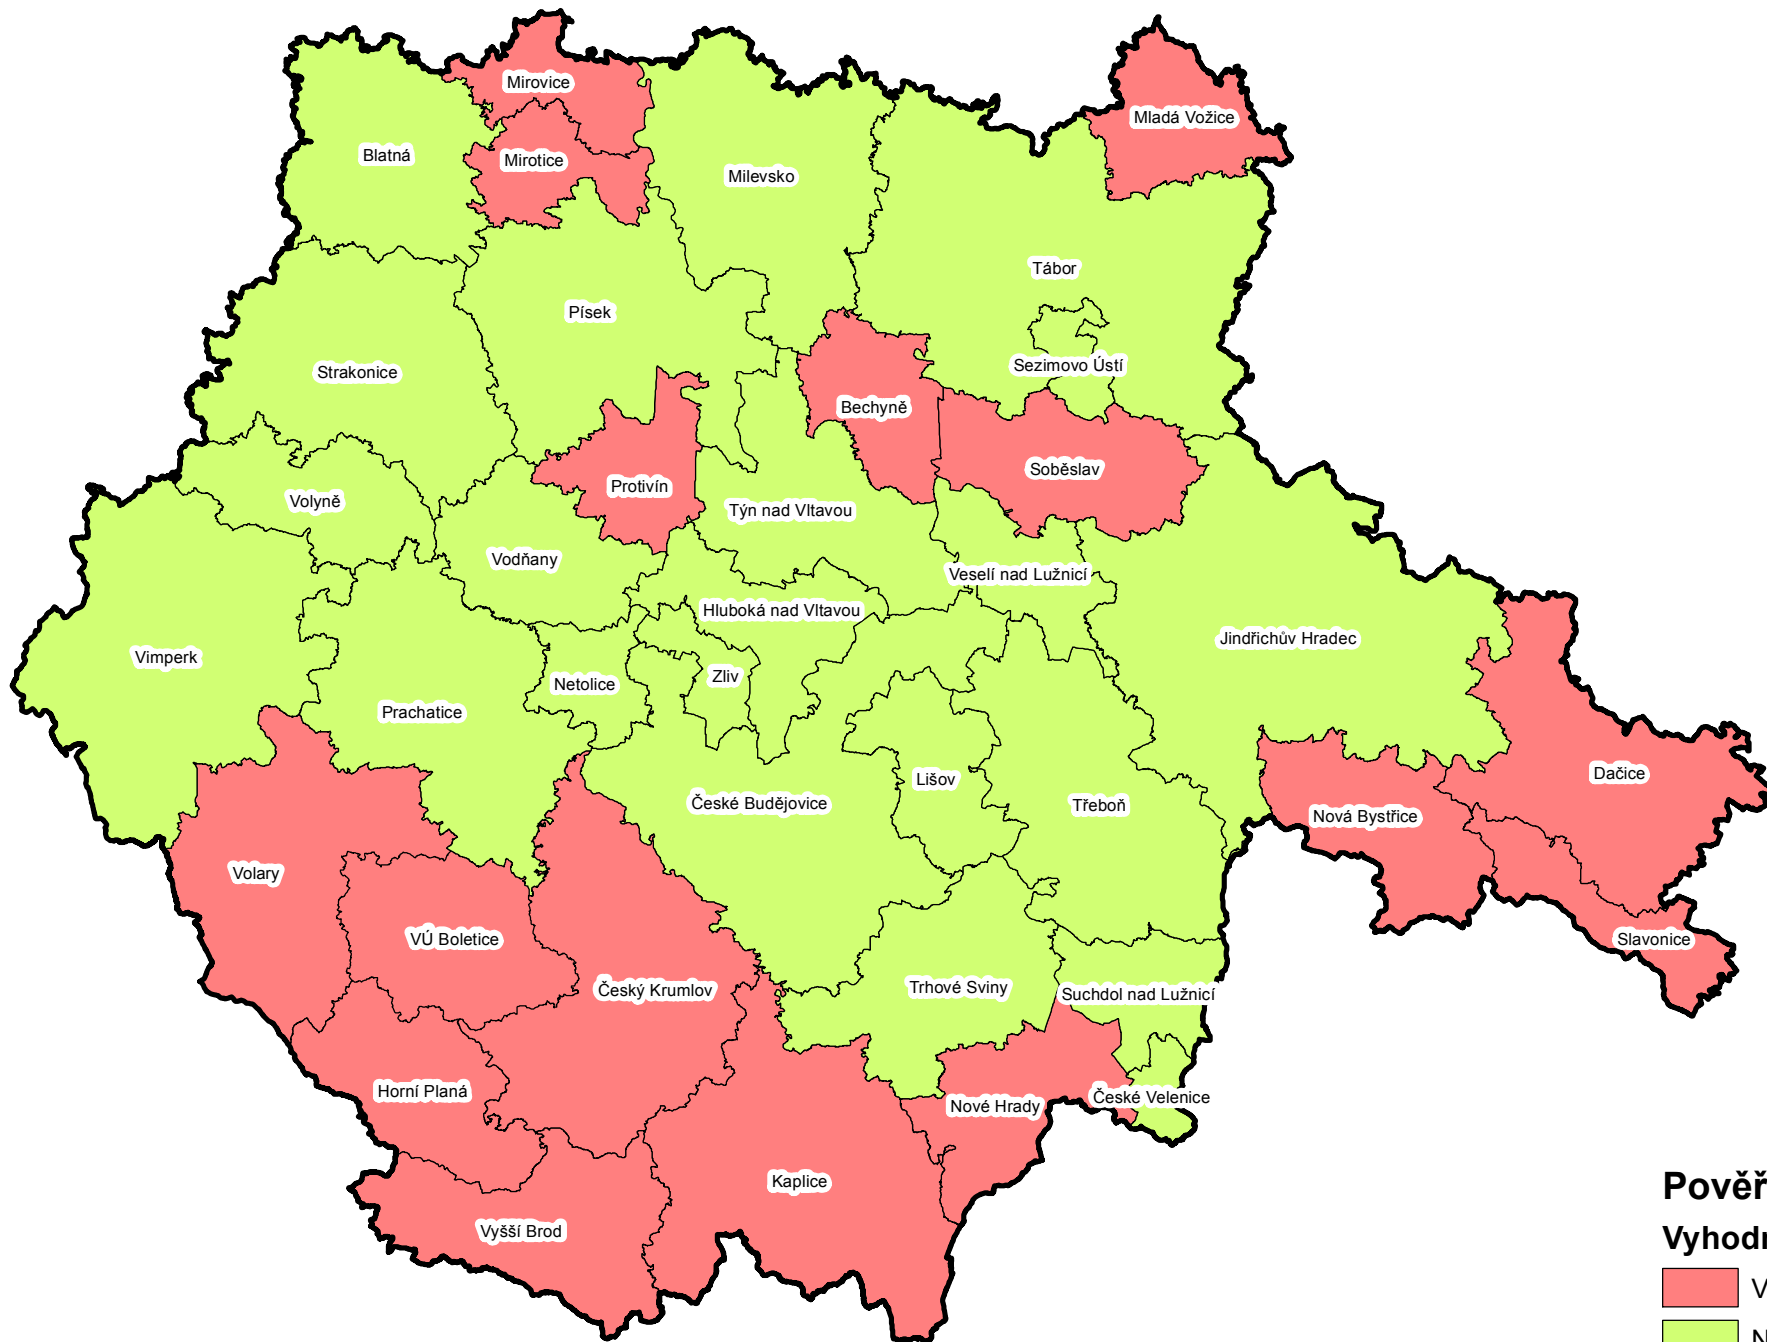 Mirovice
Mladá Vožice
Blatná
Mirotice
Milevsko
Tábor
Písek
Sezimovo Ústí
Strakonice
Bechyně
Soběslav
Protivín
Volyně
Týn nad Vltavou
Vodňany
Veselí nad Lužnicí
Hluboká nad Vltavou
Jindřichův Hradec
Vimperk
Zliv
Netolice
Prachatice
Dačice
Lišov
České Budějovice
Třeboň
Nová Bystřice
Volary
VÚ Boletice
Slavonice
Trhové Sviny
Český Krumlov
Suchdol nad Lužnicí
Horní Planá
České Velenice
Nové Hrady
Kaplice
Vyšší Brod
Pověř
Vyhodn
V
N